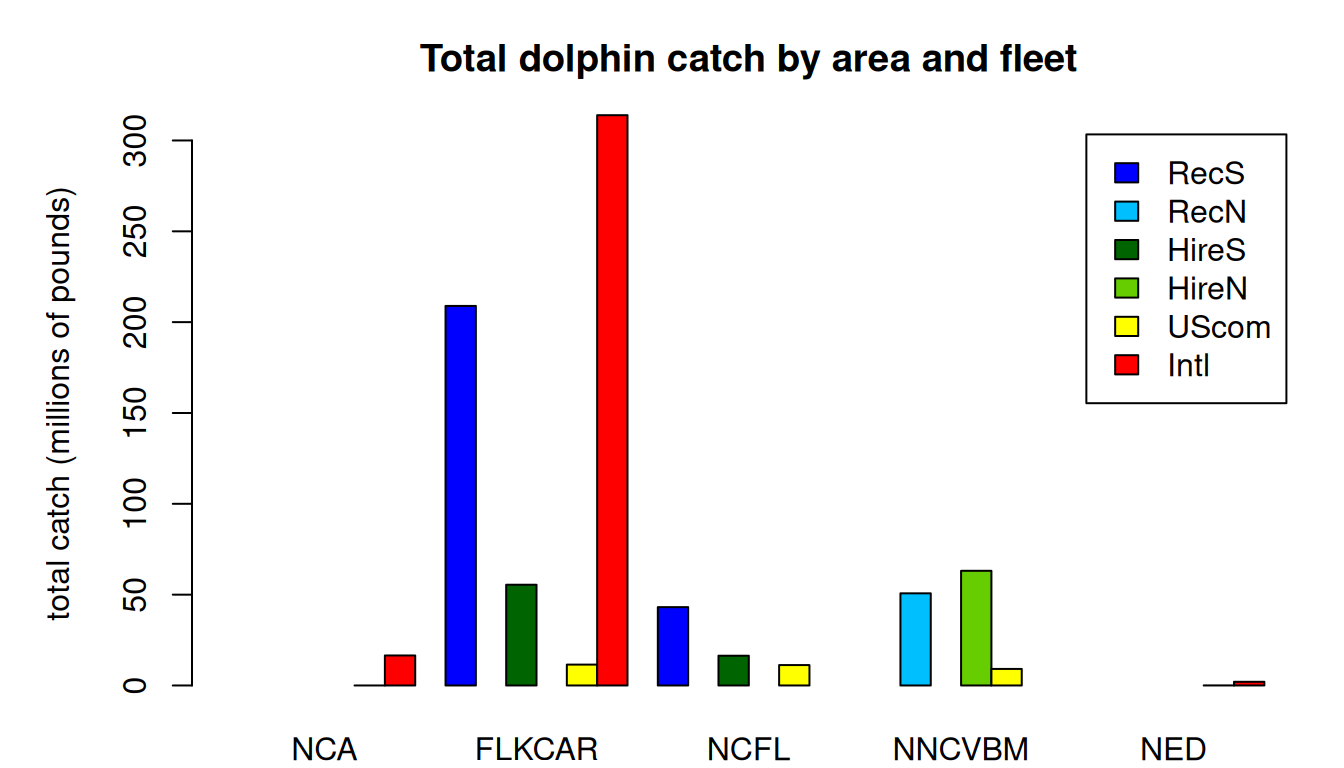 Total dolphin catch by area and fleet
total catch (millions of pounds)
300
250
200
150
100
50
0
RecS
RecN
HireS
HireN
UScom
Intl
NCA FLKCAR NCFL NNCVBM NED